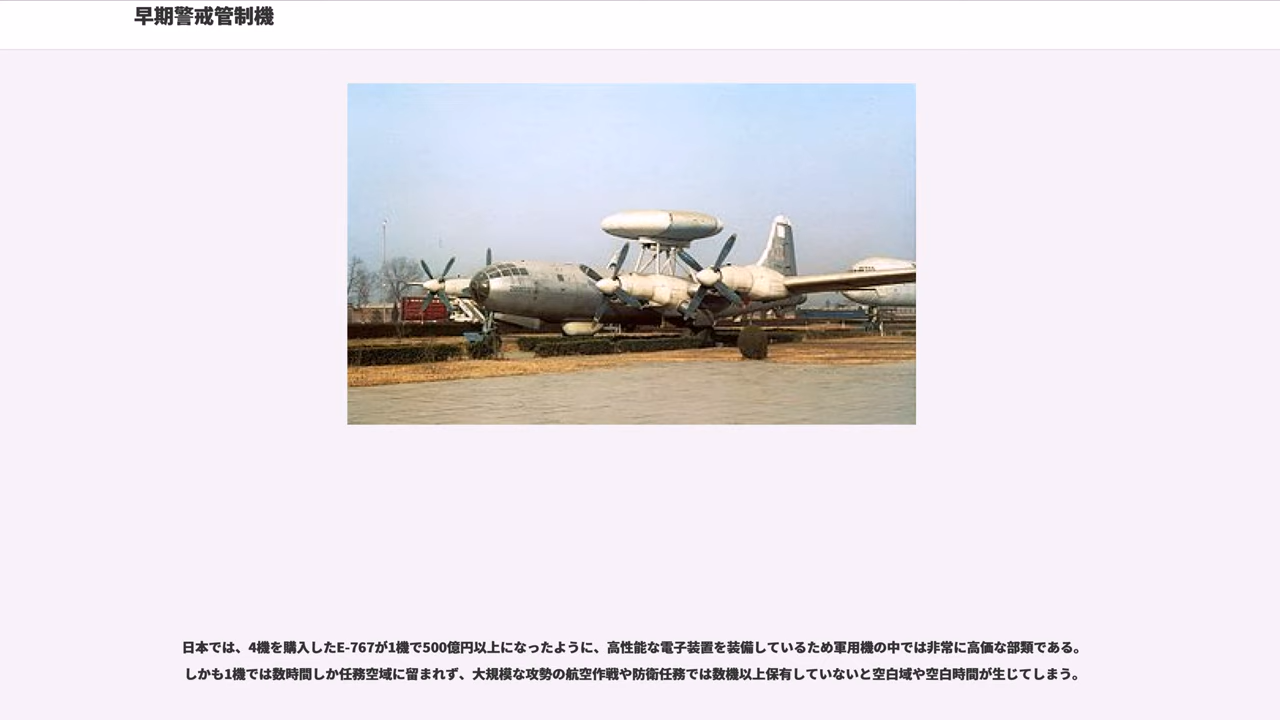 早期警戒管制機
日本では、4機を購入したE-767が1機で500億円以上になったように、高性能な電子装置を装備しているため軍用機の中では非常に高価な部類である。
しかも1機では数時間しか任務空域に留まれず、大規模な攻勢の航空作戦や防衛任務では数機以上保有していないと空白域や空白時間が生じてしまう。